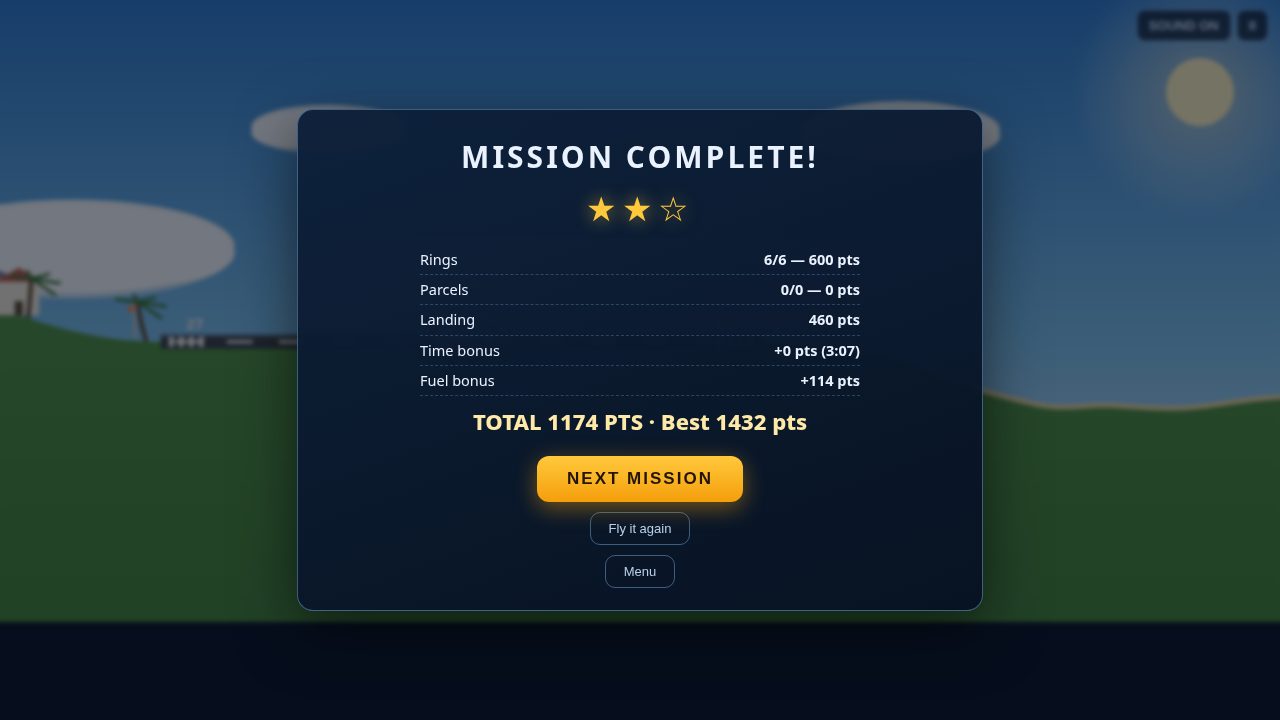 SOUND ON
MISSION COMPLETE!
★ ★ ☆
Rings 6/6 — 600 pts
Parcels 0/0 — 0 pts
Landing 460 pts
Time bonus +0 pts (3:07)
Fuel bonus +114 pts
TOTAL 1174 PTS · Best 1432 pts
NEXT MISSION
Fly it again
Menu